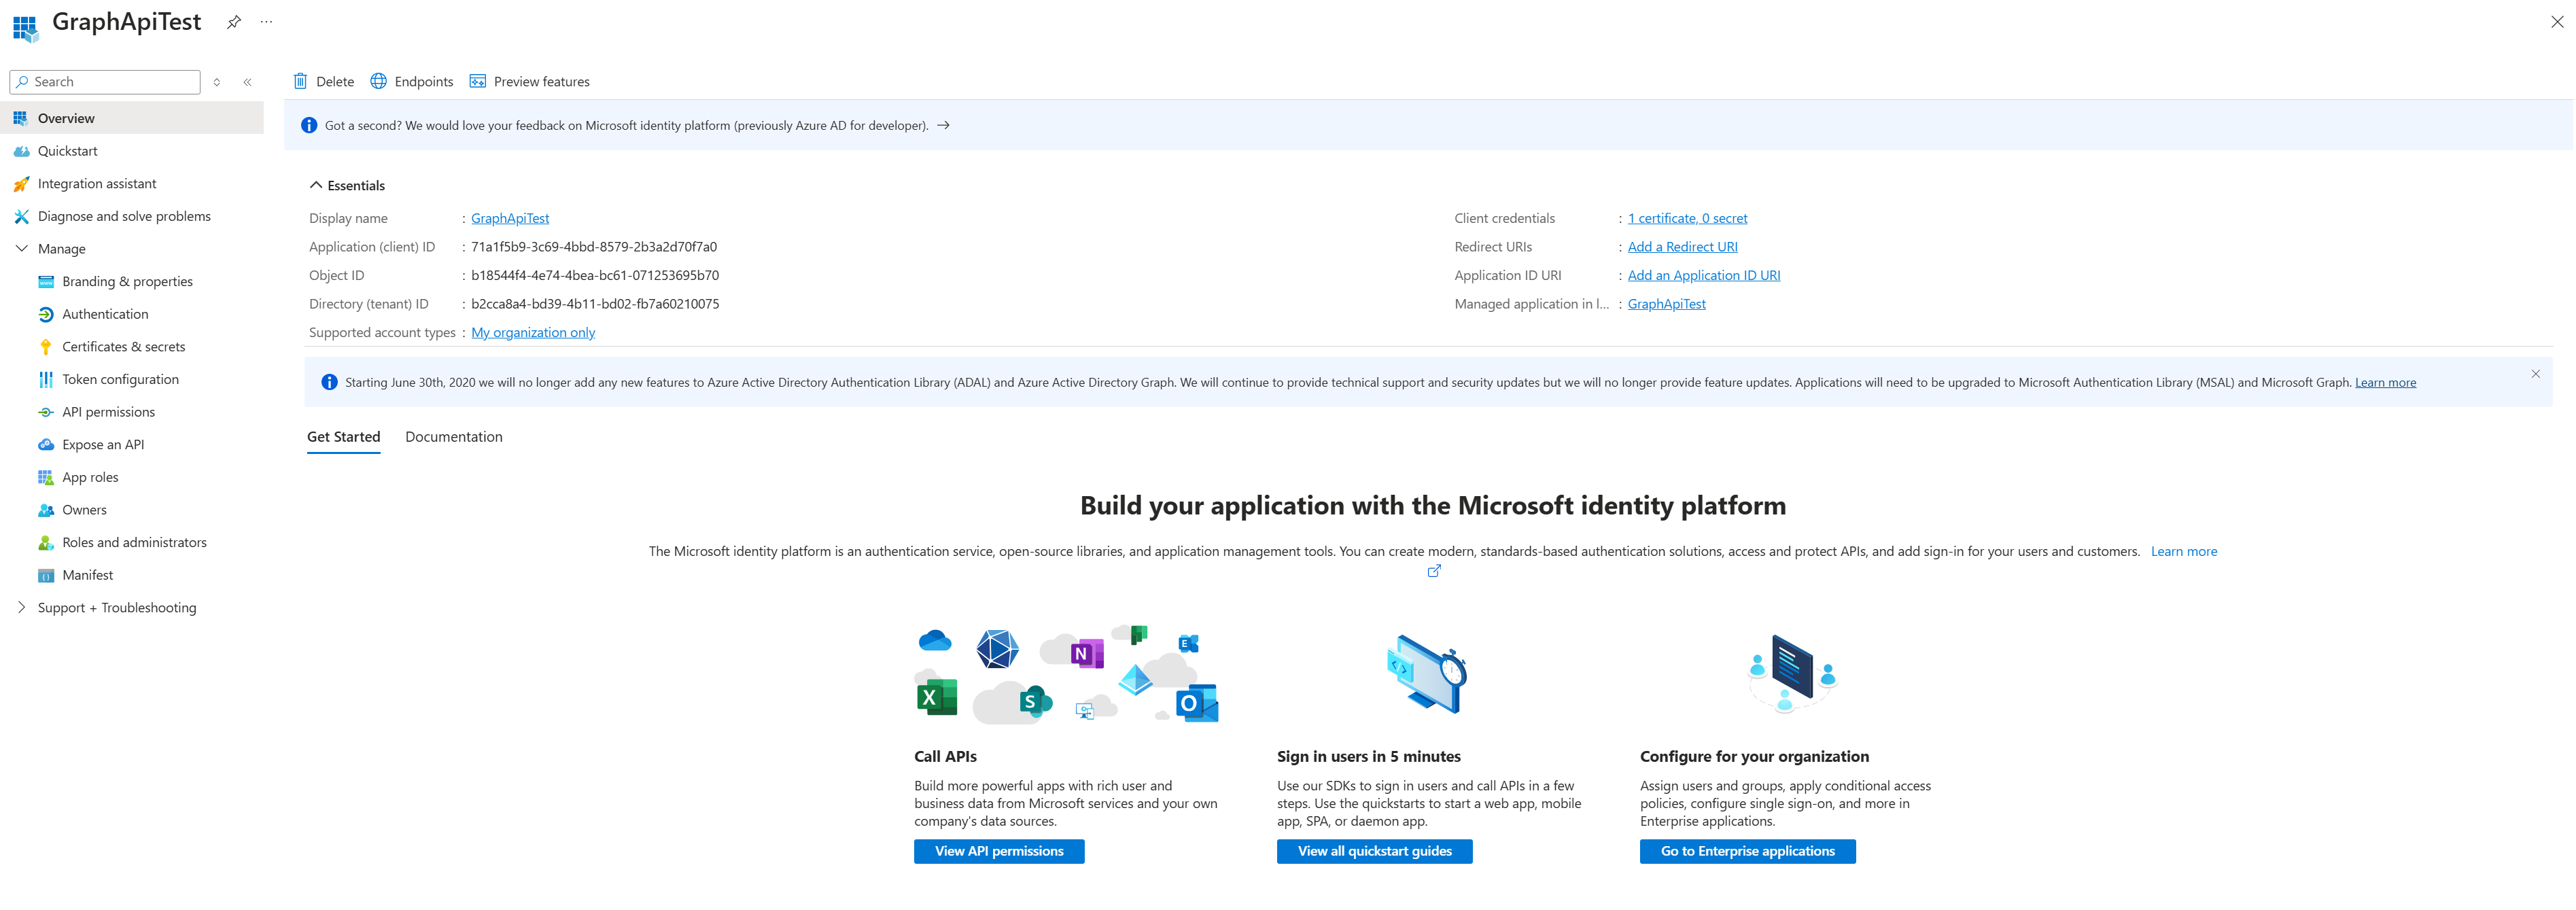 GraphApiTest
Search
Overview
Quickstart
Integration assistant
Diagnose and solve problems
Manage
Branding & properties
Authentication
Certificates & secrets
Token configuration
API permissions
Expose an API
App roles
Owners
Roles and administrators
Manifest
Support + Troubleshooting
Delete Endpoints Preview features
Got a second? We would love your feedback on Microsoft identity platform (previously Azure AD for developer). →
Essentials
Display name : GraphApiTest
Application (client) ID : 71a1f5b9-3c69-4bbd-8579-2b3a2d70f7a0
Object ID : b18544f4-4e74-4bea-bc61-071253695b70
Directory (tenant) ID : b2cca8a4-bd39-4b11-bd02-fb7a60210075
Supported account types : My organization only
Client credentials : 1 certificate, 0 secret
Redirect URIs : Add a Redirect URI
Application ID URI : Add an Application ID URI
Managed application in l... : GraphApiTest
Starting June 30th, 2020 we will no longer add any new features to Azure Active Directory Authentication Library (ADAL) and Azure Active Directory Graph. We will continue to provide technical support and security updates but we will no longer provide feature updates. Applications will need to be upgraded to Microsoft Authentication Library (MSAL) and Microsoft Graph. Learn more
Get Started Documentation
Build your application with the Microsoft identity platform
The Microsoft identity platform is an authentication service, open-source libraries, and application management tools. You can create modern, standards-based authentication solutions, access and protect APIs, and add sign-in for your users and customers. Learn more
N
E
X
S
O
Call APIs
Build more powerful apps with rich user and
business data from Microsoft services and your own
company's data sources.
View API permissions
Sign in users in 5 minutes
Use our SDKs to sign in users and call APIs in a few
steps. Use the quickstarts to start a web app, mobile
app, SPA, or daemon app.
View all quickstart guides
Configure for your organization
Assign users and groups, apply conditional access
policies, configure single sign-on, and more in
Enterprise applications.
Go to Enterprise applications